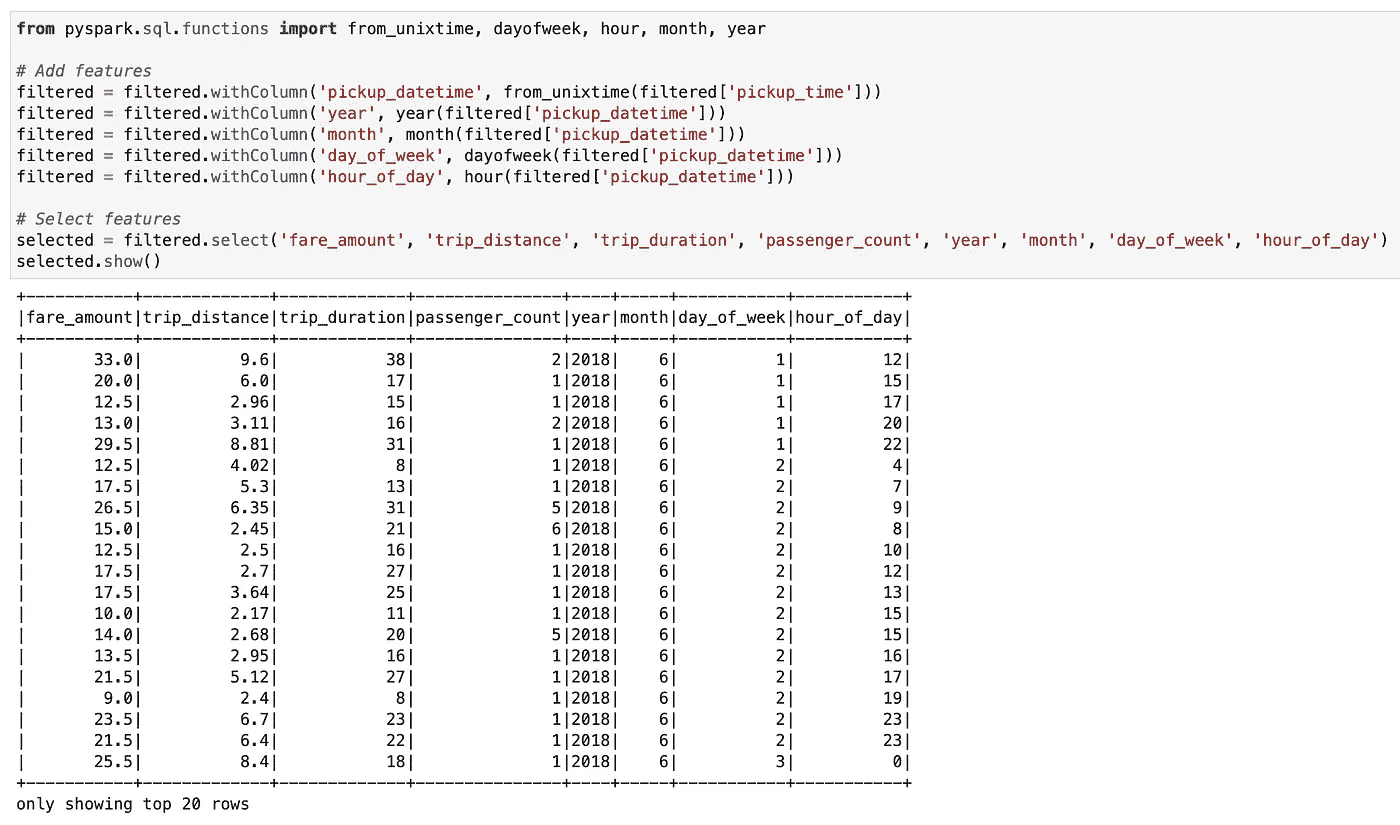 from pyspark.sql.functions import from_unixtime, dayofweek, hour, month, year

# Add features
filtered = filtered.withColumn('pickup_datetime', from_unixtime(filtered['pickup_time']))
filtered = filtered.withColumn('year', year(filtered['pickup_datetime']))
filtered = filtered.withColumn('month', month(filtered['pickup_datetime']))
filtered = filtered.withColumn('day_of_week', dayofweek(filtered['pickup_datetime']))
filtered = filtered.withColumn('hour_of_day', hour(filtered['pickup_datetime']))

# Select features
selected = filtered.select('fare_amount', 'trip_distance', 'trip_duration', 'passenger_count', 'year', 'month', 'day_of_week', 'hour_of_day')
selected.show()
+-----------+-------------+-------------+---------------+----+-----+-----------+-----------+
|fare_amount|trip_distance|trip_duration|passenger_count|year|month|day_of_week|hour_of_day|
+-----------+-------------+-------------+---------------+----+-----+-----------+-----------+
|       33.0|          9.6|           38|              2|2018|    6|          1|         12|
|       20.0|          6.0|           17|              1|2018|    6|          1|         15|
|       12.5|         2.96|           15|              1|2018|    6|          1|         17|
|       13.0|         3.11|           16|              2|2018|    6|          1|         20|
|       29.5|         8.81|           31|              1|2018|    6|          1|         22|
|       12.5|         4.02|            8|              1|2018|    6|          2|          4|
|       17.5|          5.3|           13|              1|2018|    6|          2|          7|
|       26.5|         6.35|           31|              5|2018|    6|          2|          9|
|       15.0|         2.45|           21|              6|2018|    6|          2|          8|
|       12.5|          2.5|           16|              1|2018|    6|          2|         10|
|       17.5|          2.7|           27|              1|2018|    6|          2|         12|
|       17.5|         3.64|           25|              1|2018|    6|          2|         13|
|       10.0|         2.17|           11|              1|2018|    6|          2|         15|
|       14.0|         2.68|           20|              5|2018|    6|          2|         15|
|       13.5|         2.95|           16|              1|2018|    6|          2|         16|
|       21.5|         5.12|           27|              1|2018|    6|          2|         17|
|        9.0|          2.4|            8|              1|2018|    6|          2|         19|
|       23.5|          6.7|           23|              1|2018|    6|          2|         23|
|       21.5|          6.4|           22|              1|2018|    6|          2|         23|
|       25.5|          8.4|           18|              1|2018|    6|          3|          0|
+-----------+-------------+-------------+---------------+----+-----+-----------+-----------+
only showing top 20 rows